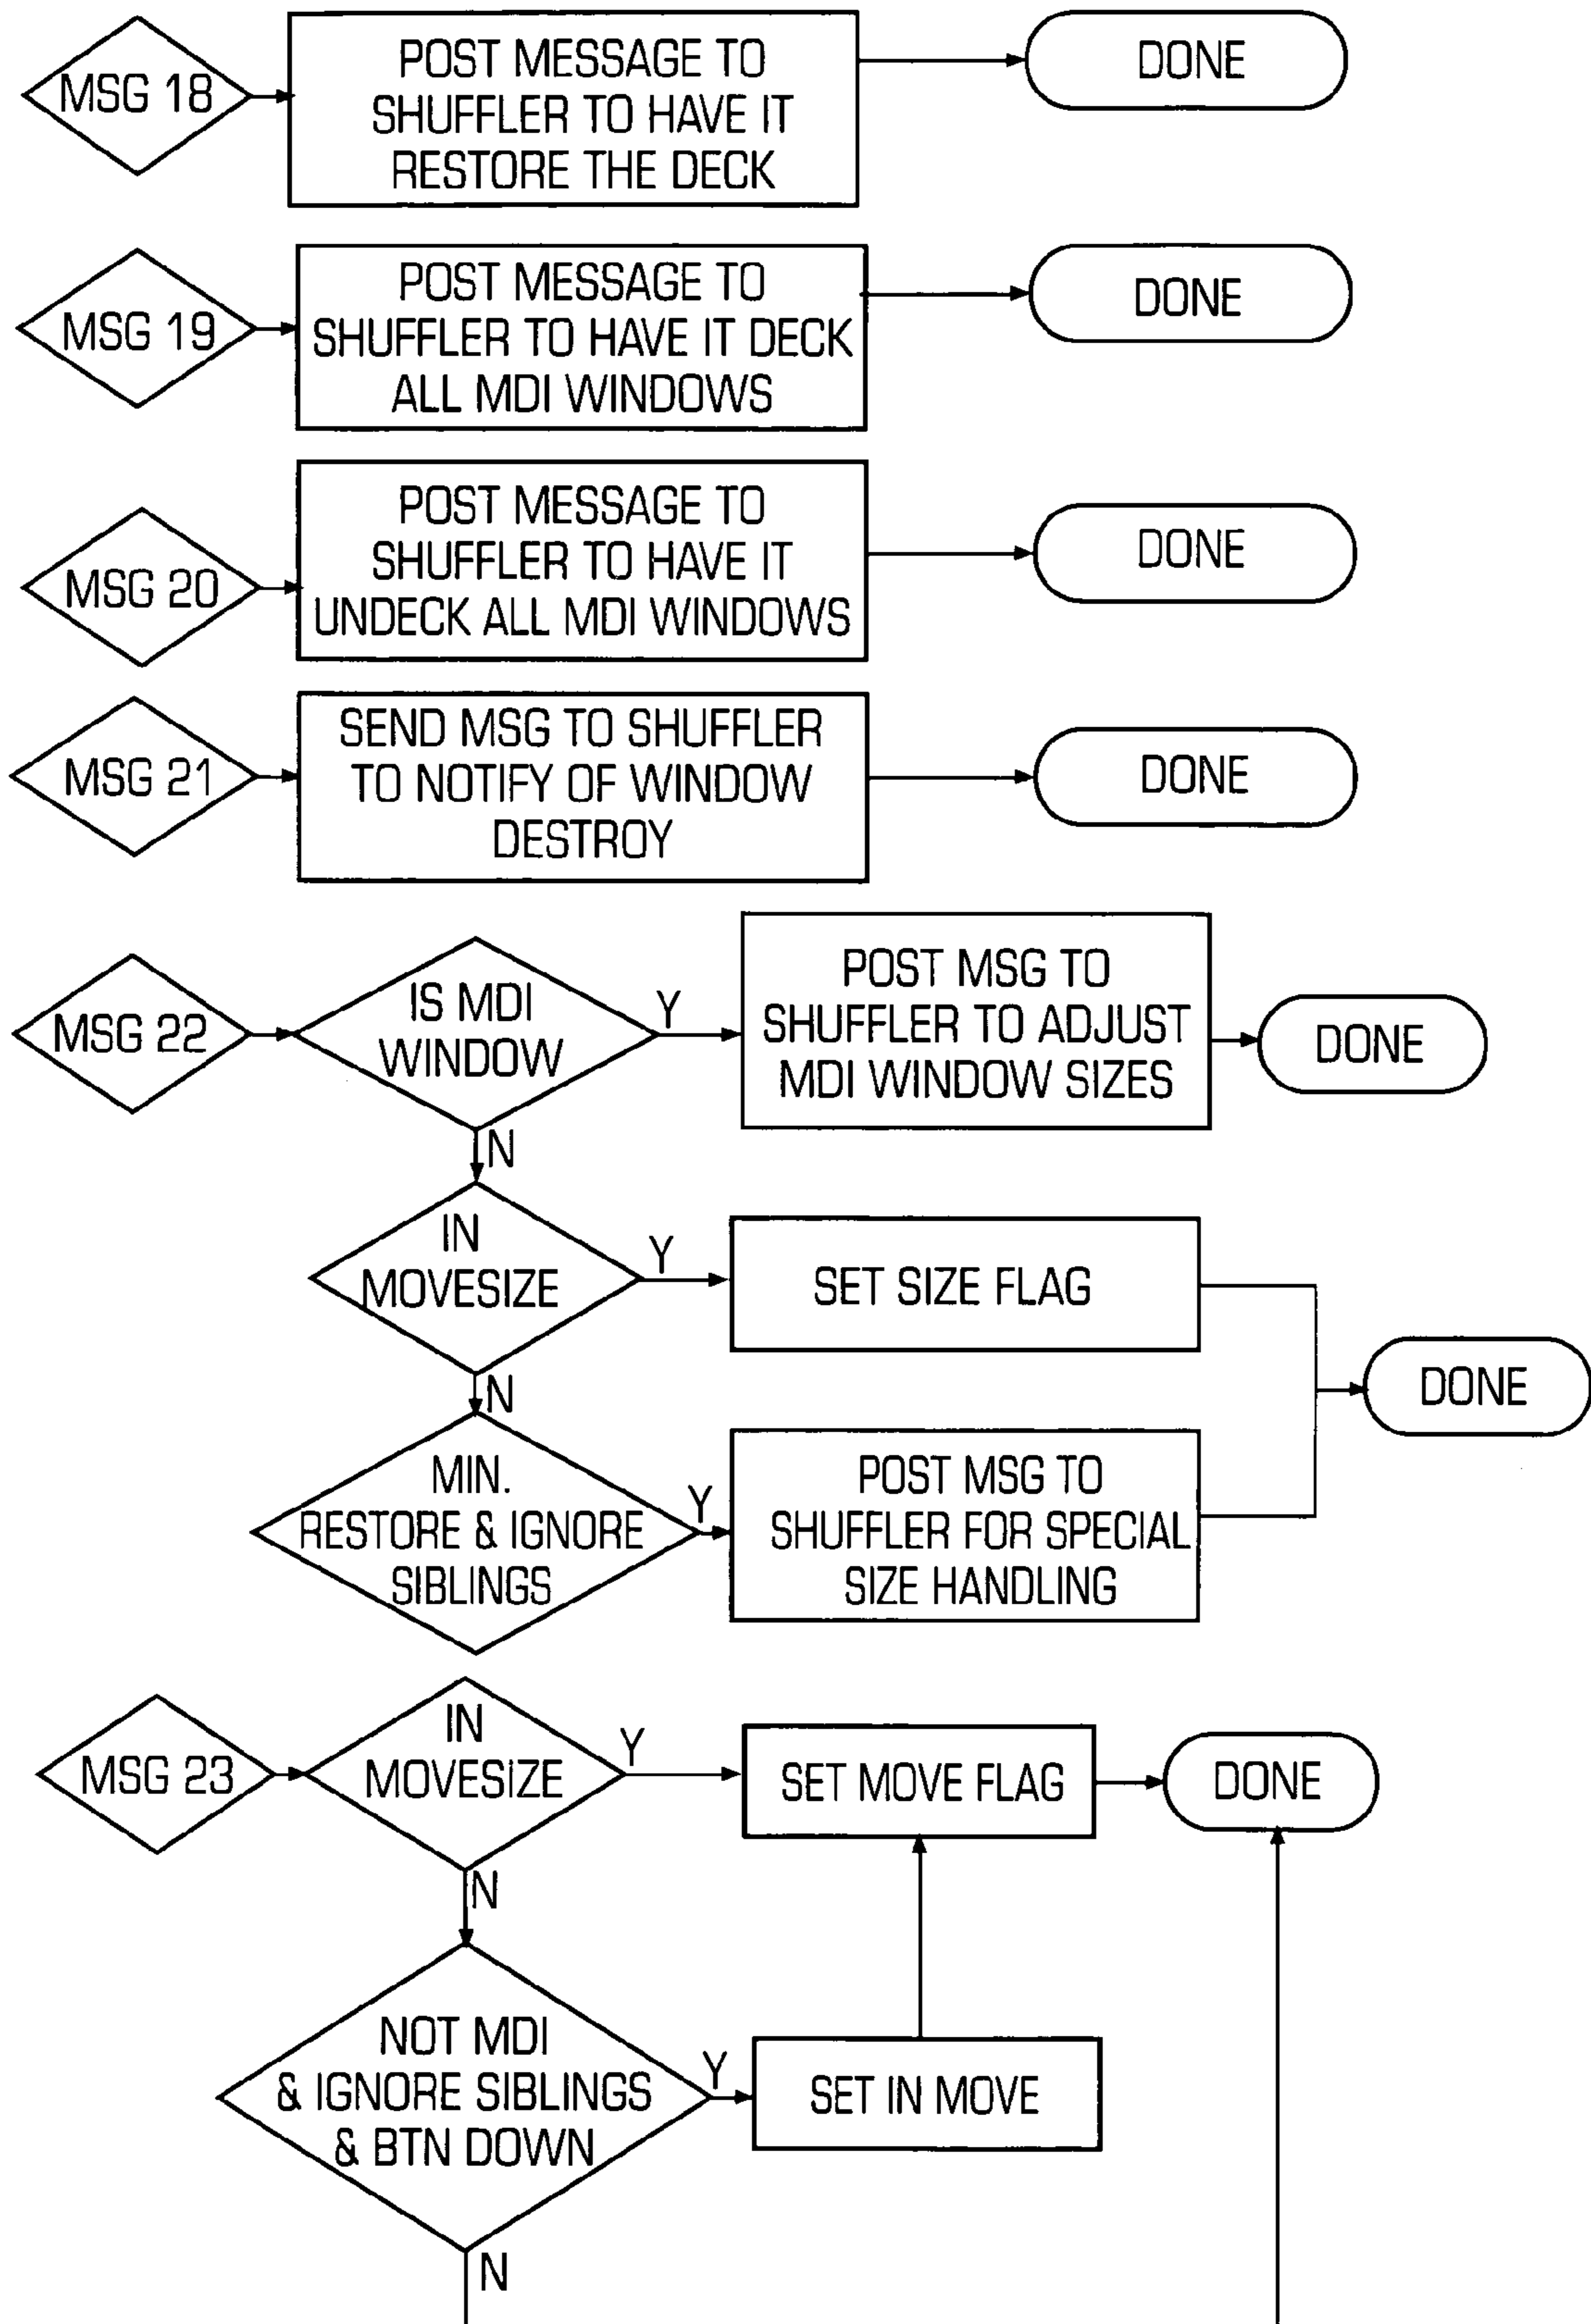 MSG 18
POST MESSAGE TO
SHUFFLER TO HAVE IT
RESTORE THE DECK
DONE
MSG 19
POST MESSAGE TO
SHUFFLER TO HAVE IT DECK
ALL MDI WINDOWS
DONE
MSG 20
POST MESSAGE TO
SHUFFLER TO HAVE IT
UNDECK ALL MDI WINDOWS
DONE
MSG 21
SEND MSG TO SHUFFLER
TO NOTIFY OF WINDOW
DESTROY
DONE
MSG 22
IS MDI
WINDOW
Y
POST MSG TO
SHUFFLER TO ADJUST
MDI WINDOW SIZES
DONE
N
IN
MOVESIZE
Y
SET SIZE FLAG
DONE
N
MIN.
RESTORE & IGNORE
SIBLINGS
Y
POST MSG TO
SHUFFLER FOR SPECIAL
SIZE HANDLING
MSG 23
IN
MOVESIZE
Y
SET MOVE FLAG
DONE
N
NOT MDI
& IGNORE SIBLINGS
& BTN DOWN
Y
SET IN MOVE
N